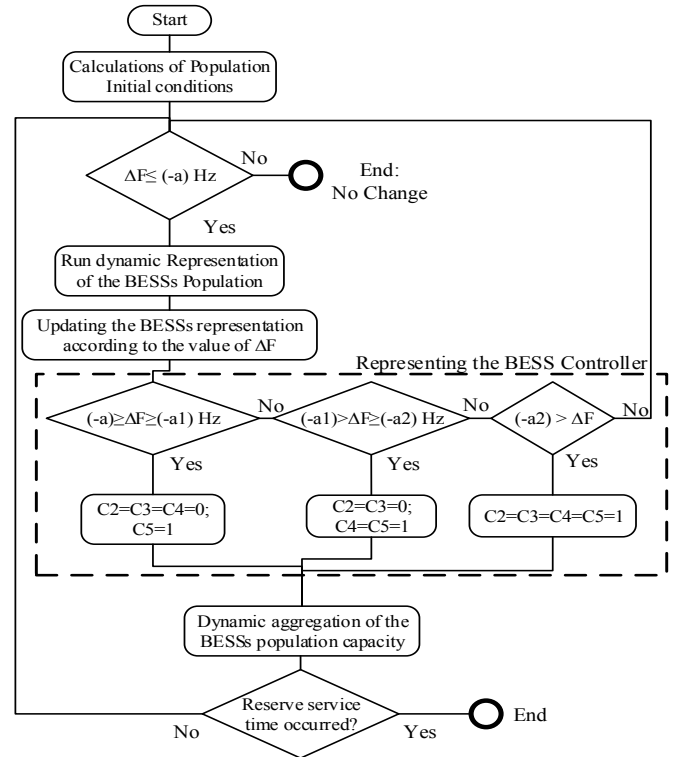 Start
Calculations of Population
Initial conditions
ΔF≤ (-a) Hz
No
End:
No Change
Yes
Run dynamic Representation
of the BESSs Population
Updating the BESSs representation
according to the value of ΔF
Representing the BESS Controller
(-a)≥ΔF≥(-a1) Hz
No
(-a1)>ΔF≥(-a2) Hz
No
(-a2) > ΔF
No
Yes
Yes
Yes
C2=C3=C4=0;
C5=1
C2=C3=0;
C4=C5=1
C2=C3=C4=C5=1
Dynamic aggregation of the
BESSs population capacity
Reserve service
time occurred?
No
Yes
End